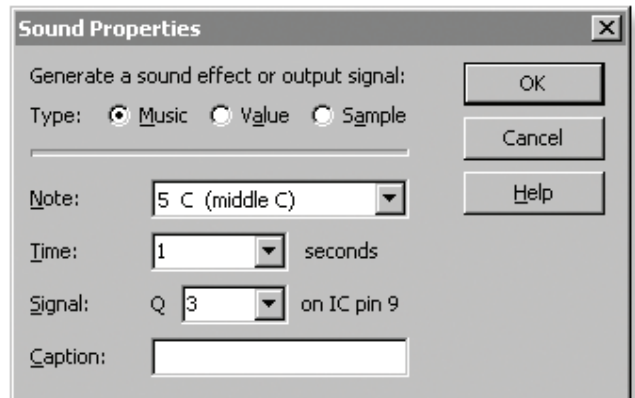 Sound Properties
Generate a sound effect or output signal:
Type: Music Value Sample
OK
Cancel
Help
Note: 5 C (middle C)
Time: 1 seconds
Signal: Q 3 on IC pin 9
Caption: